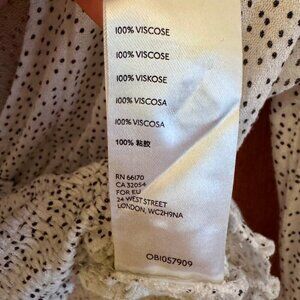 100% VISCOSE
100% VISCOSE
100% VISKOSE
100% VISCOSA
100% VISCOSA
100% 粘胶
RN 66170
CA 32054
FOR EU
24 WEST STREET
LONDON, WC2H9NA
OBI057909